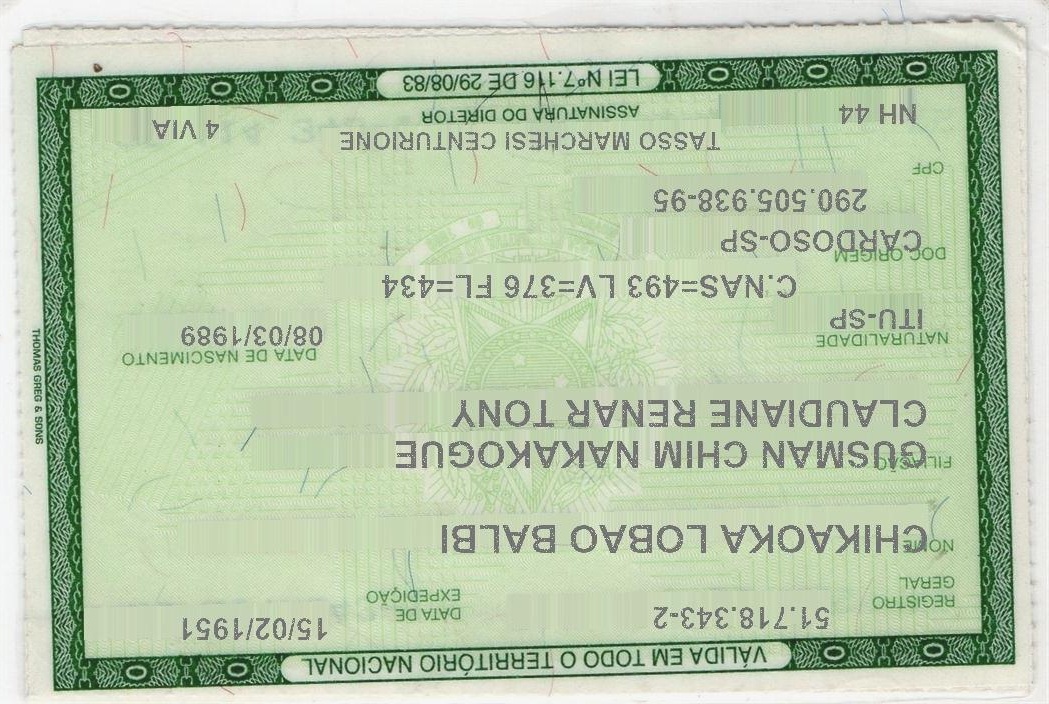 VÁLIDA EM TODO O TERRITÓRIO NACIONAL
REGISTRO GERAL 51.718.343-2 DATA DE EXPEDIÇÃO 15/02/1951
NOME CHIKAOKA LOBAO BALBI
FILIAÇÃO GUSMAN CHIM NAKAKOGUE
CLAUDIANE RENAR TONY
NATURALIDADE ITU-SP DATA DE NASCIMENTO 08/03/1989
C.NAS=493 LV=376 FL=434
DOC ORIGEM CARDOSO-SP
290.505.938-95
CPF
TASSO MARCHESI CENTURIONE
NH 44 ASSINATURA DO DIRETOR 4 VIA
LEI Nº 7.116 DE 29/08/83
THOMAS GREG & SONS